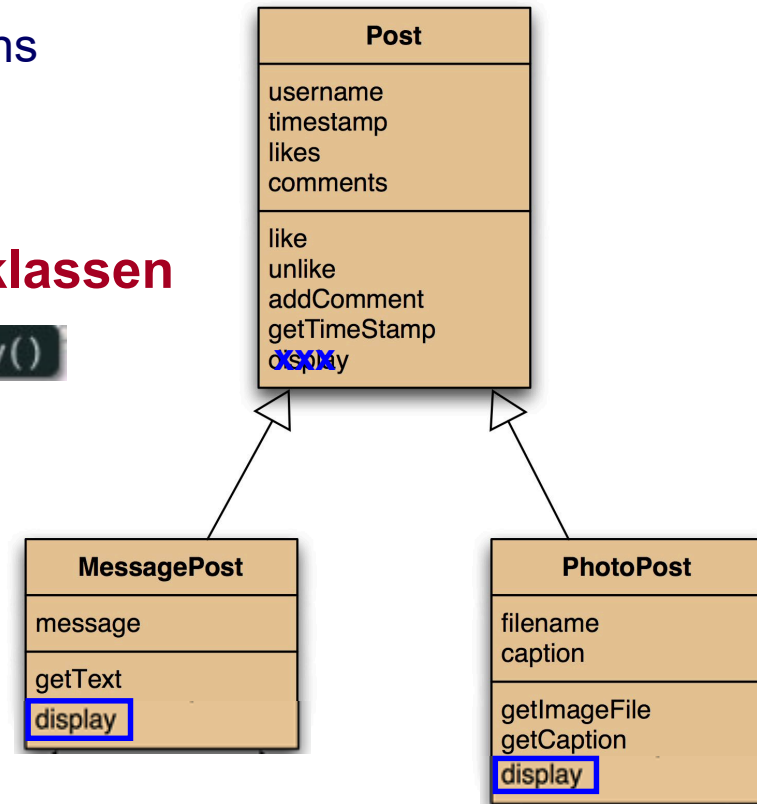 ns
klassen
y()
Post
username
timestamp
likes
comments
like
unlike
addComment
getTimeStamp
xxx
MessagePost
message
getText
display
PhotoPost
filename
caption
getImageFile
getCaption
display